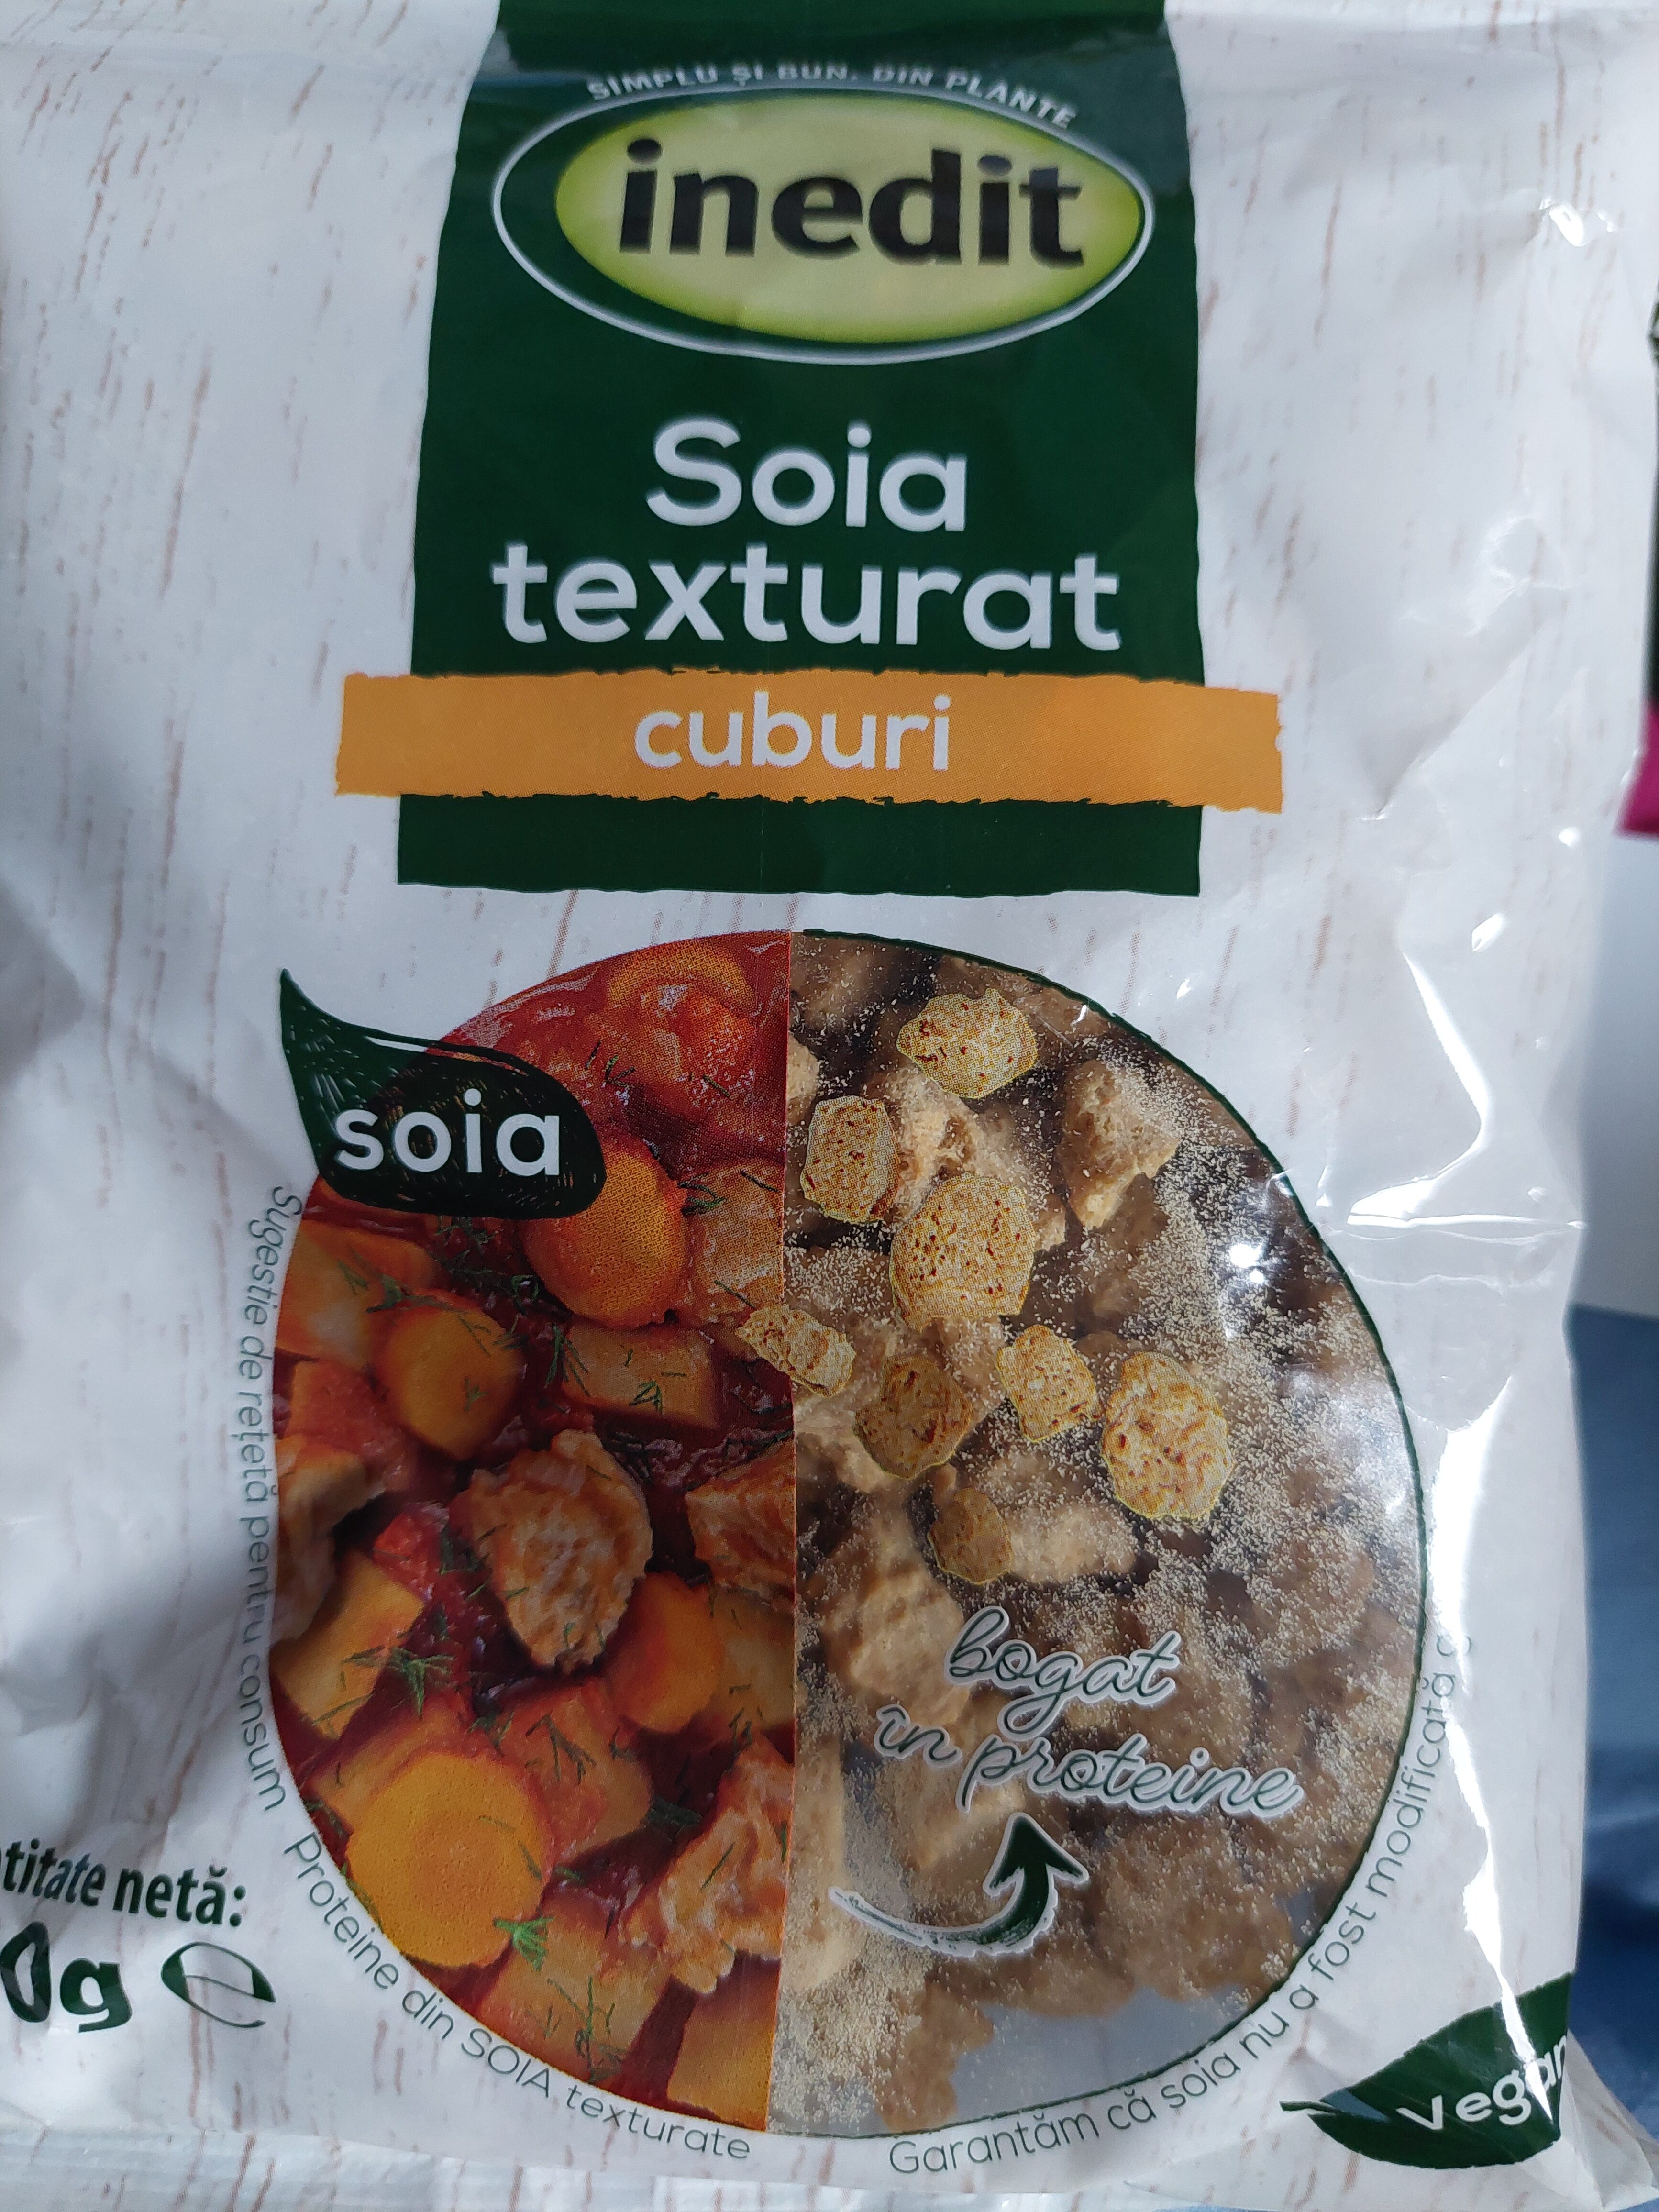 SIMPLU ȘI BUN. DIN PLANTE
inedit
Soia
texturat
cuburi
soia
Sugestie de rețetă pentru consum
bogat
în proteine
netă:
Proteine din SOIA texturate
Garantăm că soia nu a fost modificată
Vegan